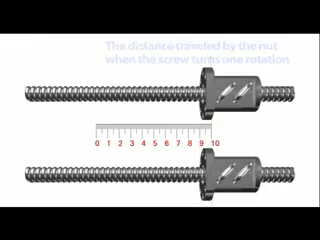 The distance traveled by the nut
when the screw turns one rotation
0 1 2 3 4 5 6 7 8 9 10